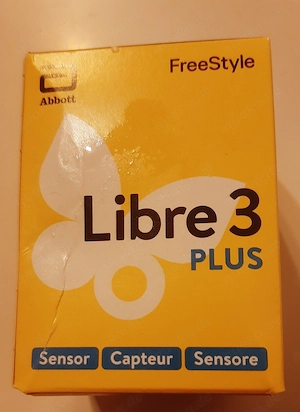 FreeStyle
Abbott
Libre 3
PLUS
Sensor Capteur Sensore